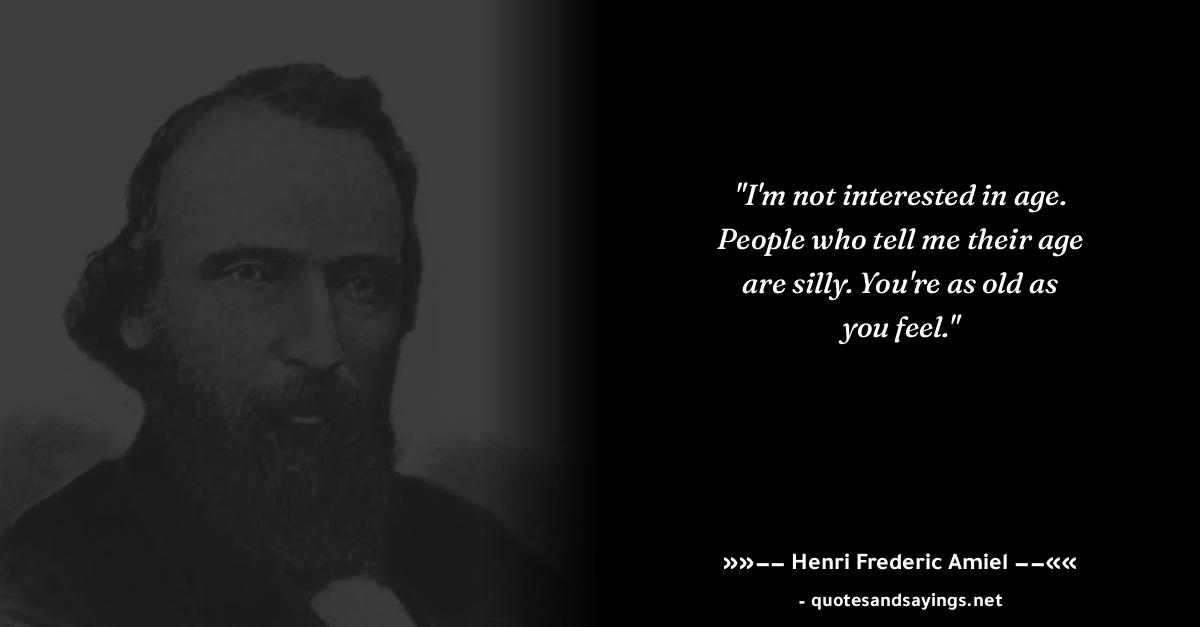 "I'm not interested in age.
People who tell me their age
are silly. You're as old as
you feel."
»»−− Henri Frederic Amiel −−««
- quotesandsayings.net